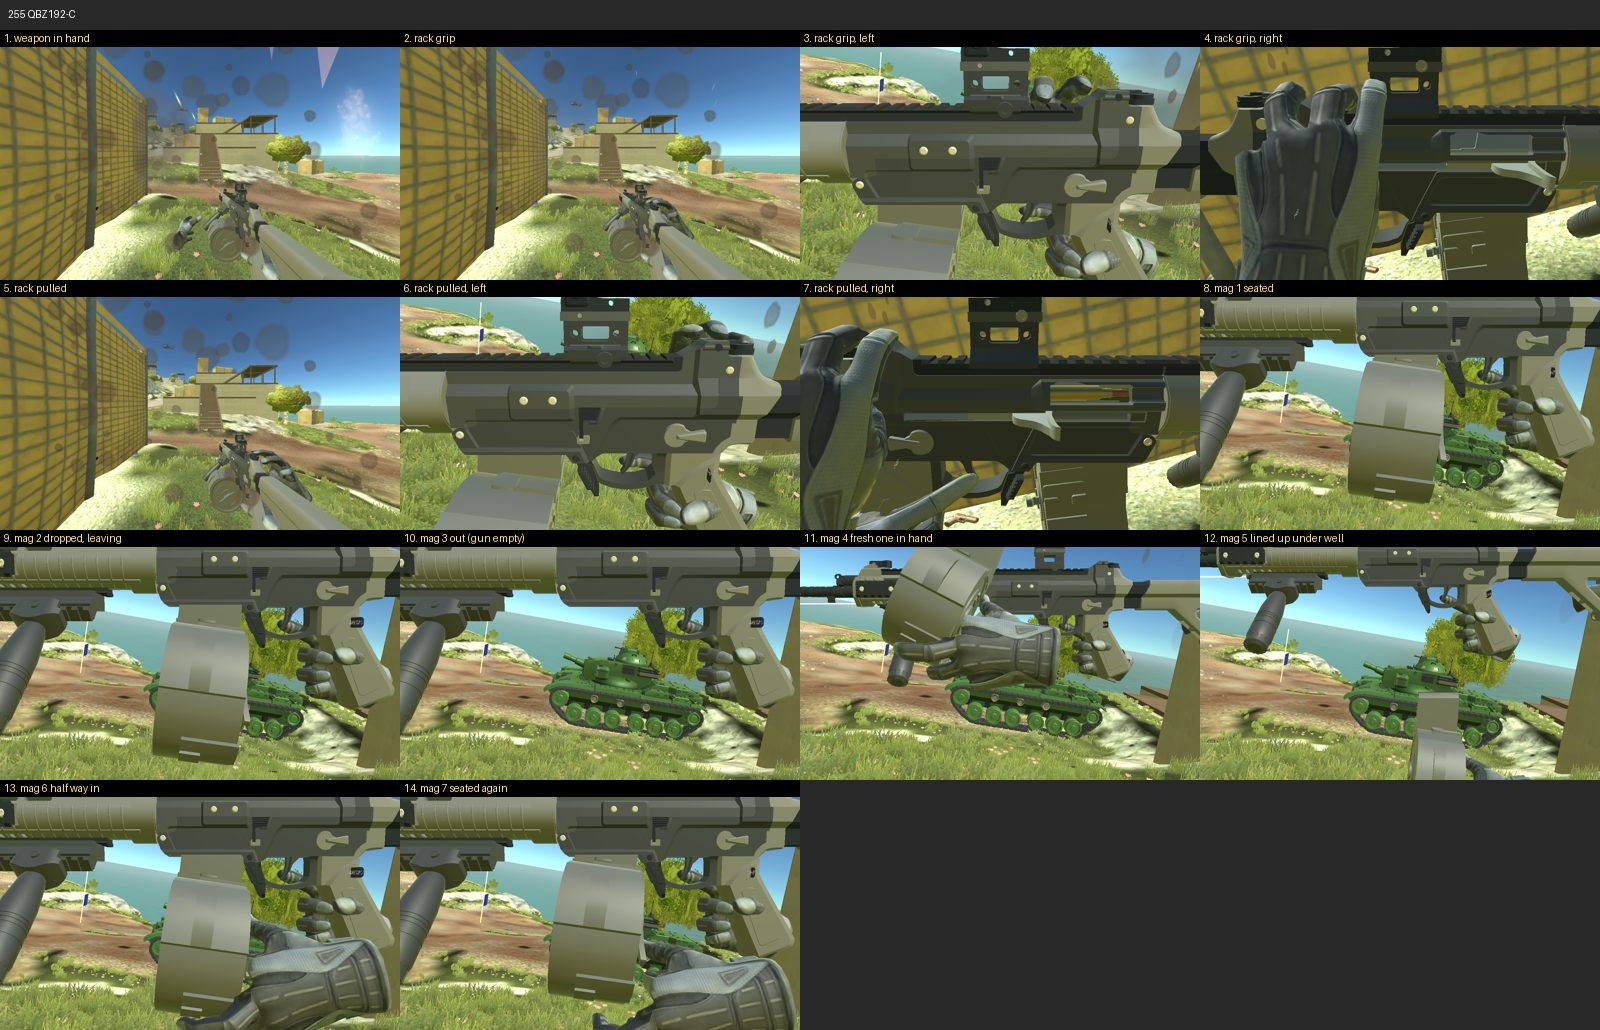 255 QBZ192-C
1. weapon in hand
2. rack grip
3. rack grip, left
4. rack grip, right
5. rack pulled
6. rack pulled, left
7. rack pulled, right
8. mag 1 seated
9. mag 2 dropped, leaving
10. mag 3 out (gun empty)
11. mag 4 fresh one in hand
12. mag 5 lined up under well
13. mag 6 half way in
14. mag 7 seated again